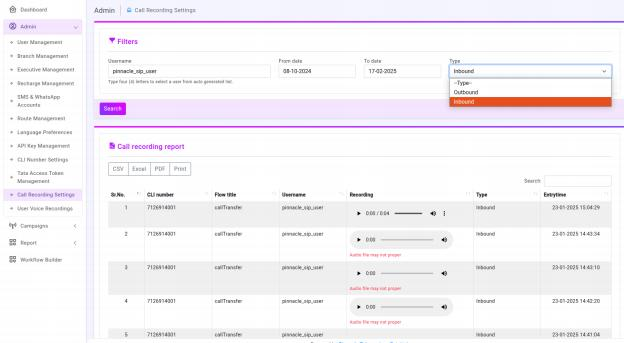 Dashboard
Admin
User Management
Branch Management
Executive Management
Recharge Management
SMS & WhatsApp
Accounts
Route Management
Language Preferences
API Key Management
CLI Number Settings
Tata Access Token
Management
Call Recording Settings
User Voice Recordings
Campaigns
Report
Workflow Builder
Admin Call Recording Settings
Filters
Username From date To date Type
pinnacle_sip_user 08-10-2024 17-02-2025 Inbound
Type four (4) letters to select a user from auto generated list.
--Type--
Outbound
Inbound
Search
Call recording report
CSV Excel PDF Print
Search:
Sr.No. CLI number Flow title Username Recording Type Entrytime
1 7126914001 callTransfer pinnacle_sip_user 0:00 / 0:04 Inbound 23-01-2025 15:04:29
2 7126914001 callTransfer pinnacle_sip_user 0:00 Inbound 23-01-2025 14:43:34
Audio file may not proper
3 7126914001 callTransfer pinnacle_sip_user 0:00 Inbound 23-01-2025 14:43:10
Audio file may not proper
4 7126914001 callTransfer pinnacle_sip_user 0:00 Inbound 23-01-2025 14:42:20
Audio file may not proper
5 7126914001 callTransfer pinnacle_sip_user Inbound 23-01-2025 14:41:04